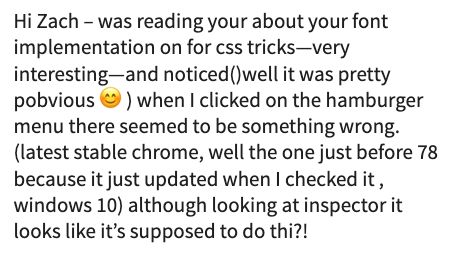 Hi Zach – was reading your about your font
implementation on for css tricks—very
interesting—and noticed()well it was pretty
pobvious 😊 ) when I clicked on the hamburger
menu there seemed to be something wrong.
(latest stable chrome, well the one just before 78
because it just updated when I checked it ,
windows 10) although looking at inspector it
looks like it’s supposed to do thi?!